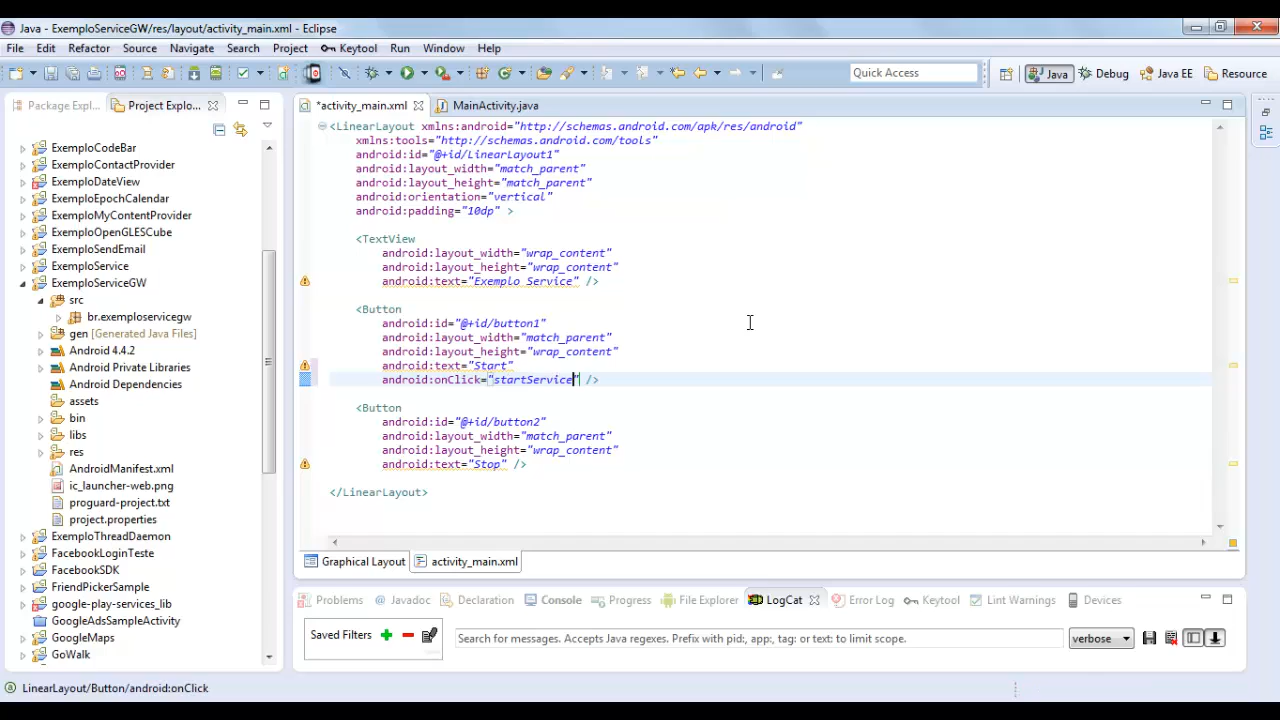 Java - ExemploServiceGW/res/layout/activity_main.xml - Eclipse
File Edit Refactor Source Navigate Search Project Keytool Run Window Help
Quick Access Java Debug Java EE Resource
Package Expl... Project Explo... *activity_main.xml MainActivity.java
ExemploCodeBar
ExemploContactProvider
ExemploDateView
ExemploEpochCalendar
ExemploMyContentProvider
ExemploOpenGLESCube
ExemploSendEmail
ExemploService
ExemploServiceGW
src
br.exemploservicegw
gen [Generated Java Files]
Android 4.4.2
Android Private Libraries
Android Dependencies
assets
bin
libs
res
AndroidManifest.xml
ic_launcher-web.png
proguard-project.txt
project.properties
ExemploThreadDaemon
FacebookLoginTeste
FacebookSDK
FriendPickerSample
google-play-services_lib
GoogleAdsSampleActivity
GoogleMaps
GoWalk
<LinearLayout xmlns:android="http://schemas.android.com/apk/res/android"
xmlns:tools="http://schemas.android.com/tools"
android:id="@+id/LinearLayout1"
android:layout_width="match_parent"
android:layout_height="match_parent"
android:orientation="vertical"
android:padding="10dp" >
<TextView
android:layout_width="wrap_content"
android:layout_height="wrap_content"
android:text="Exemplo Service" />
<Button
android:id="@+id/button1"
android:layout_width="match_parent"
android:layout_height="wrap_content"
android:text="Start"
android:onClick="startService" />
<Button
android:id="@+id/button2"
android:layout_width="match_parent"
android:layout_height="wrap_content"
android:text="Stop" />
</LinearLayout>
Graphical Layout activity_main.xml
Problems Javadoc Declaration Console Progress File Explorer LogCat Error Log Keytool Lint Warnings Devices
Saved Filters Search for messages. Accepts Java regexes. Prefix with pid:, app:, tag: or text: to limit scope. verbose
LinearLayout/Button/android:onClick